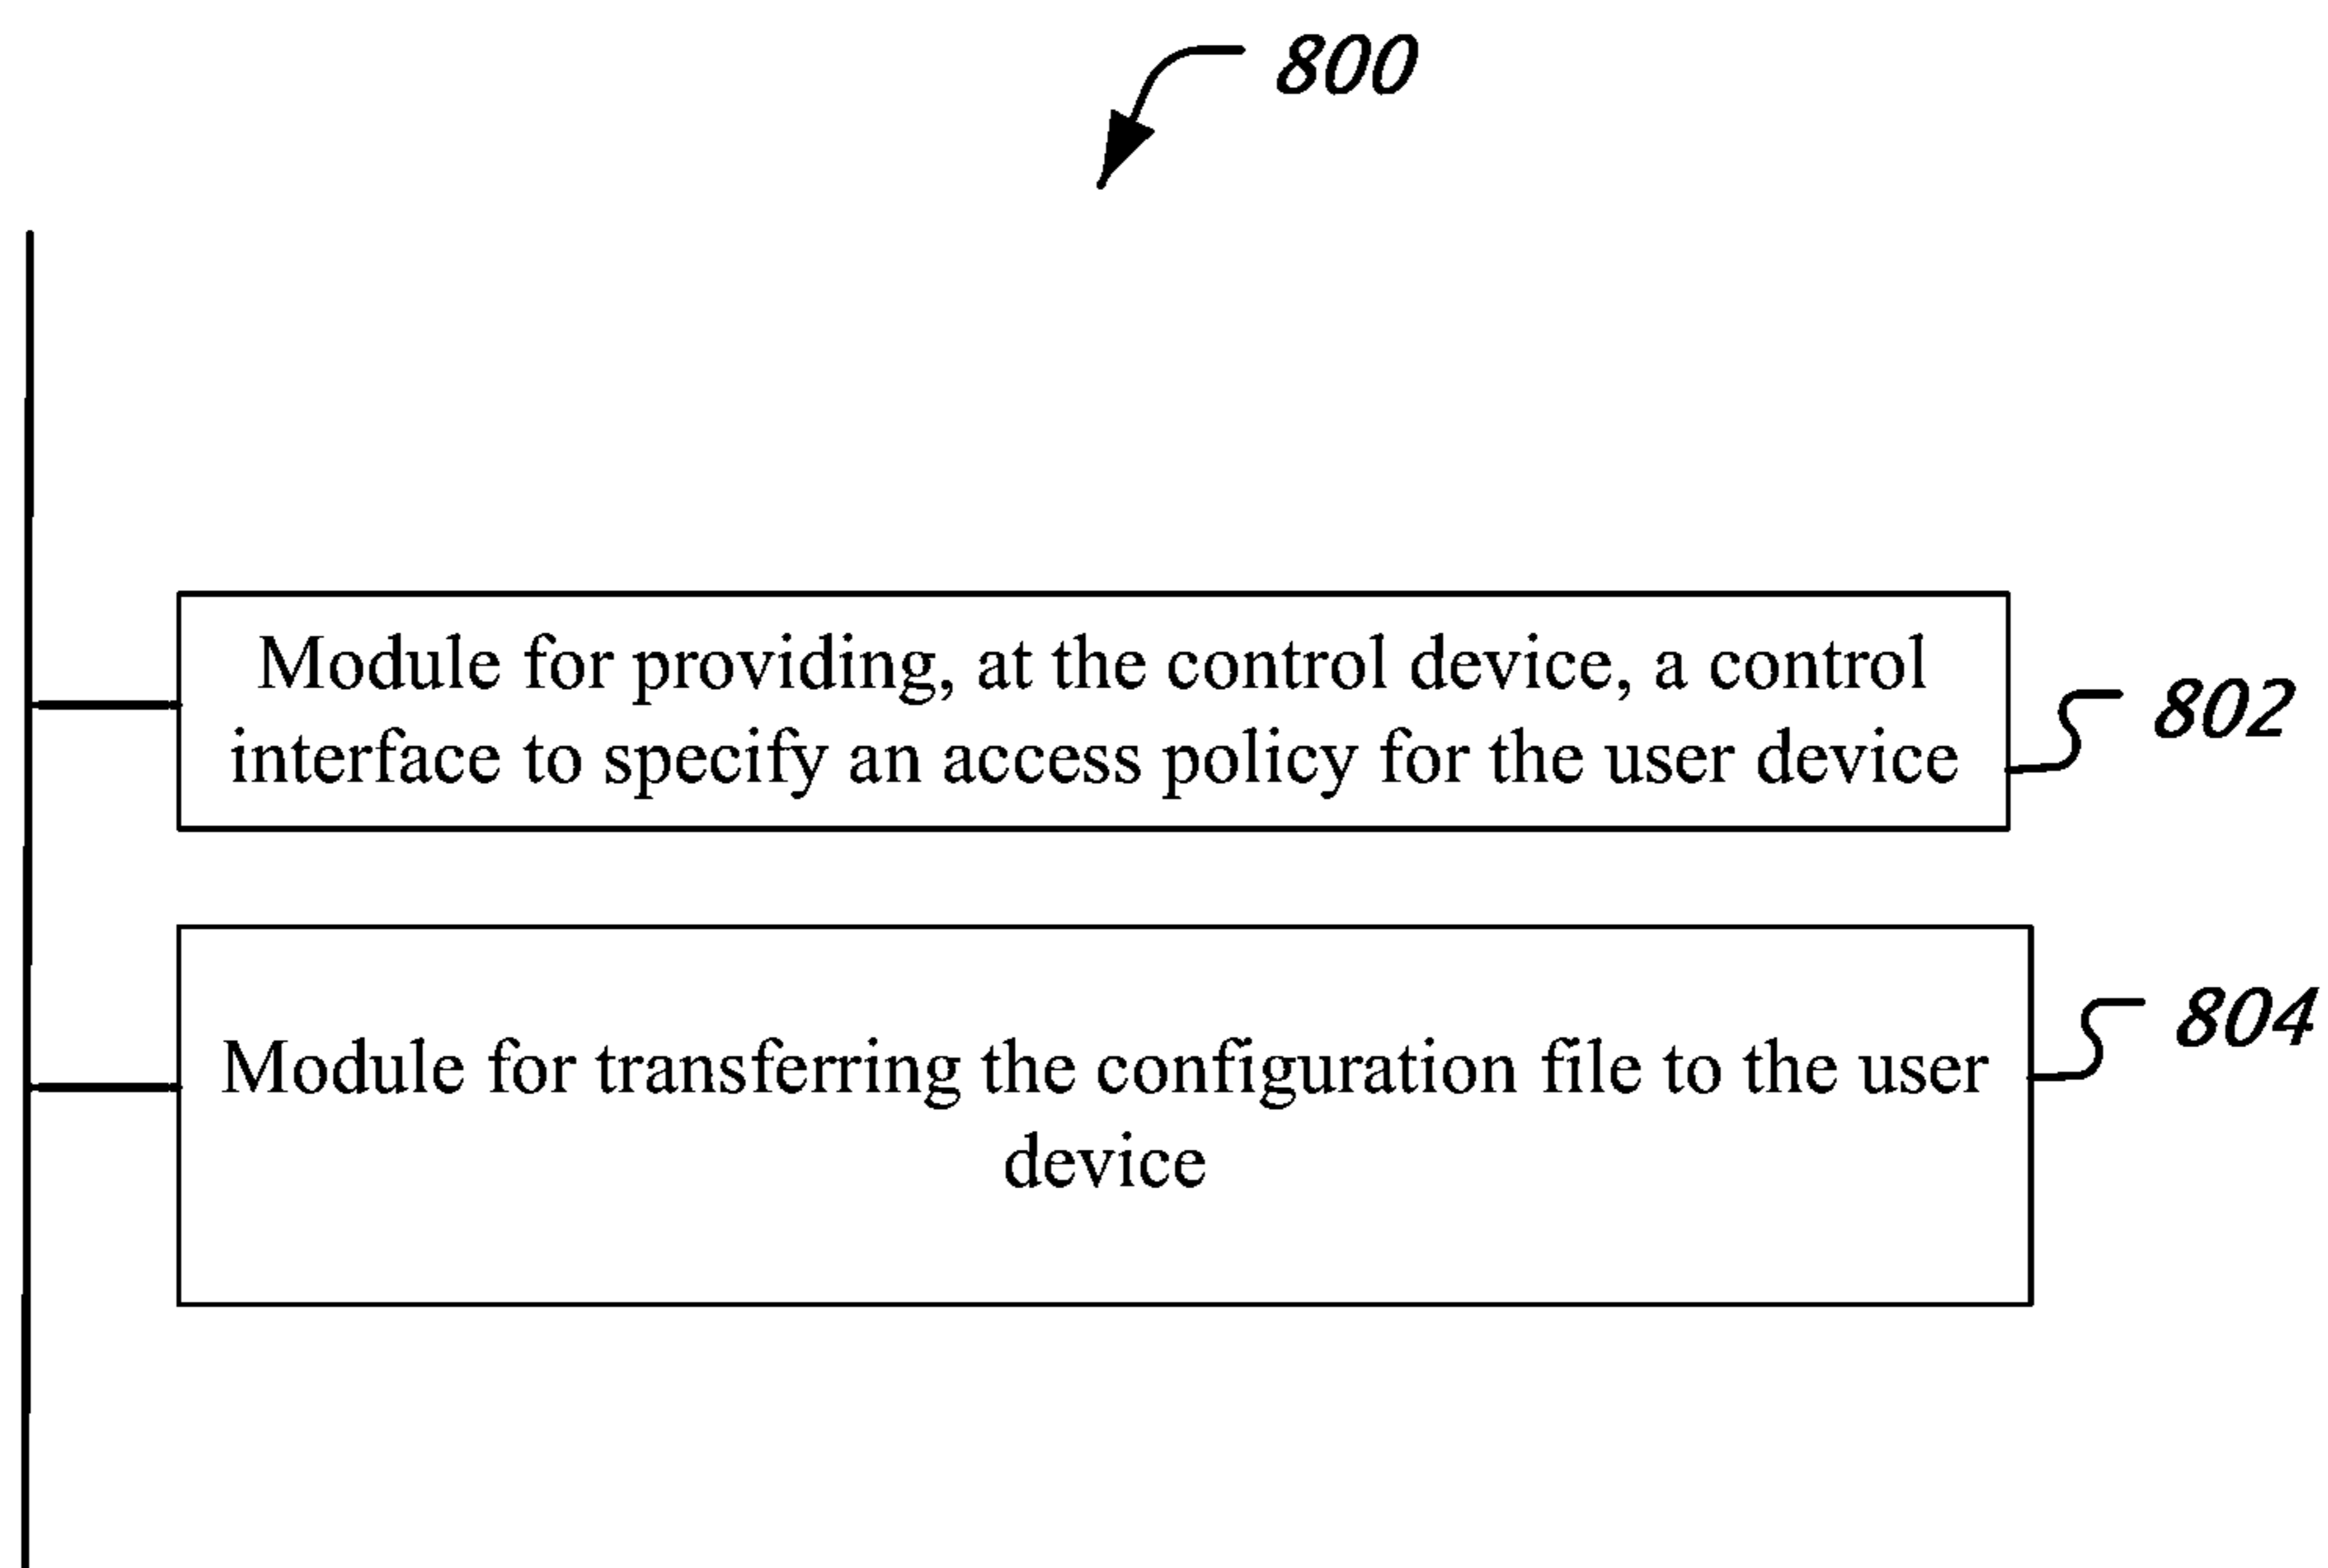 800
Module for providing, at the control device, a control
interface to specify an access policy for the user device
802
Module for transferring the configuration file to the user
device
804